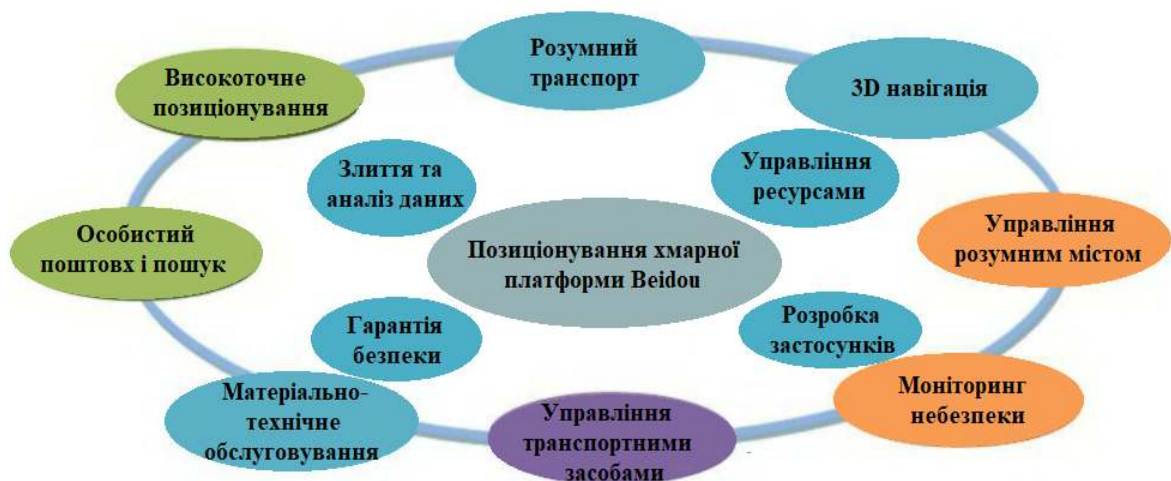 Розумний
транспорт
Високоточне
позиціонування
3D навігація
Злиття та
аналіз даних
Управління
ресурсами
Особистий
поштовх і пошук
Позиціонування хмарної
платформи Beidou
Управління
розумним містом
Гарантія
безпеки
Розробка
застосунків
Матеріально-
технічне
обслуговування
Управління
транспортними
засобами
Моніторинг
небезпеки